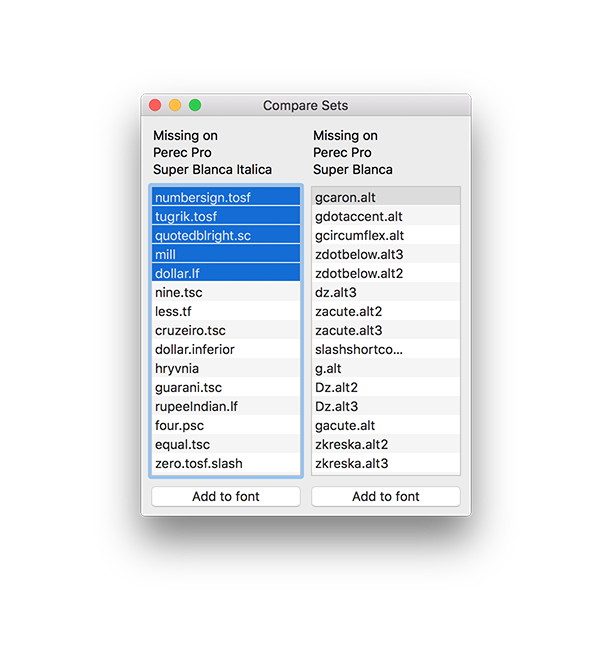 Compare Sets
Missing on
Perec Pro
Super Blanca Italica
numbersign.tosf
tugrik.tosf
quotedblright.sc
mill
dollar.lf
nine.tsc
less.tf
cruzeiro.tsc
dollar.inferior
hryvnia
guarani.tsc
rupeeIndian.lf
four.psc
equal.tsc
zero.tosf.slash
Add to font
Missing on
Perec Pro
Super Blanca
gcaron.alt
gdotaccent.alt
gcircumflex.alt
zdotbelow.alt3
zdotbelow.alt2
dz.alt3
zacute.alt2
zacute.alt3
slashshortco...
g.alt
Dz.alt2
Dz.alt3
gacute.alt
zkreska.alt2
zkreska.alt3
Add to font